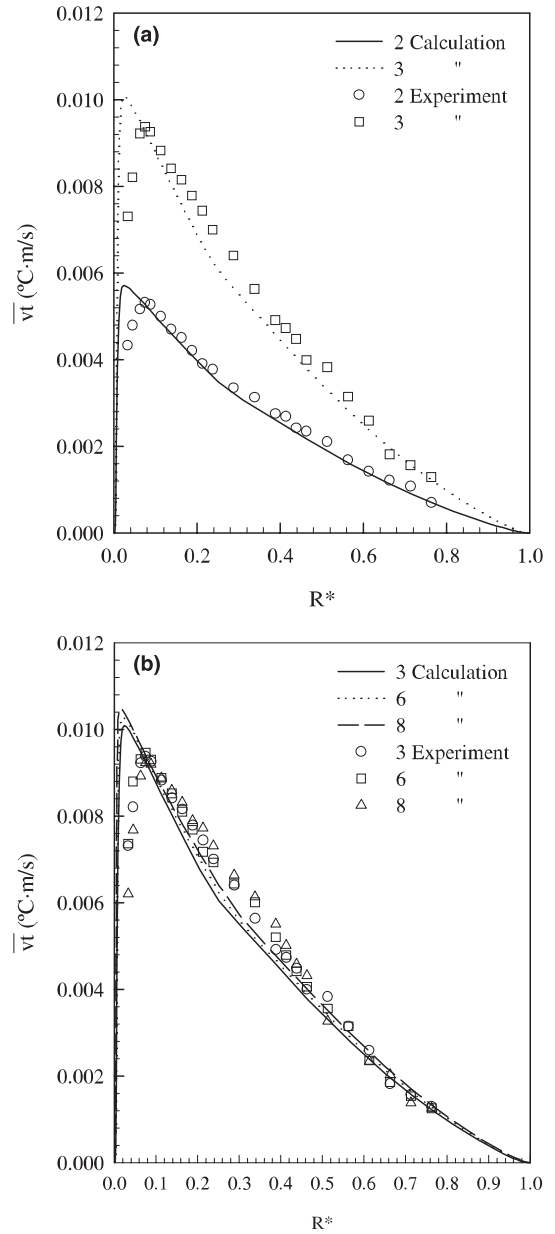 0.012
(a)
2 Calculation
3 "
2 Experiment
3 "
0.010
0.008
0.006
0.004
0.002
0.000
vt (ºC·m/s)
0.0 0.2 0.4 0.6 0.8 1.0
R*
0.012
(b)
3 Calculation
6 "
8 "
3 Experiment
6 "
8 "
0.010
0.008
0.006
0.004
0.002
0.000
vt (ºC·m/s)
0.0 0.1 0.2 0.3 0.4 0.5 0.6 0.7 0.8 0.9 1.0
R*